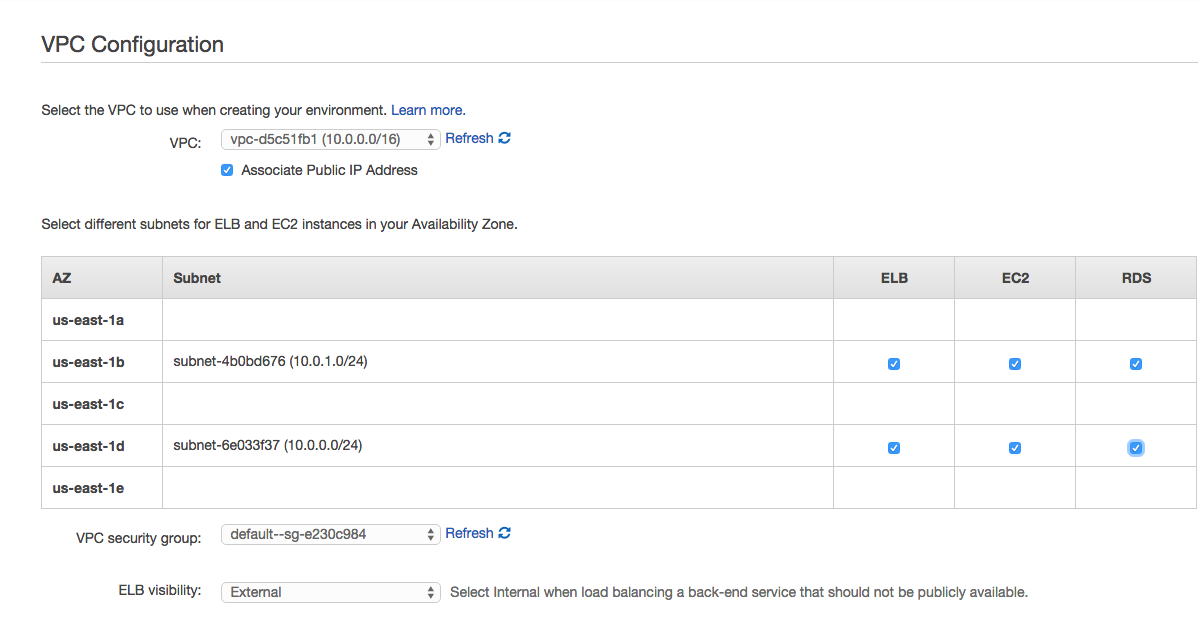 VPC Configuration
Select the VPC to use when creating your environment. Learn more.
VPC: vpc-d5c51fb1 (10.0.0.0/16) Refresh
Associate Public IP Address
Select different subnets for ELB and EC2 instances in your Availability Zone.
AZ Subnet ELB EC2 RDS
us-east-1a
us-east-1b subnet-4b0bd676 (10.0.1.0/24)
us-east-1c
us-east-1d subnet-6e033f37 (10.0.0.0/24)
us-east-1e
VPC security group: default--sg-e230c984 Refresh
ELB visibility: External Select Internal when load balancing a back-end service that should not be publicly available.